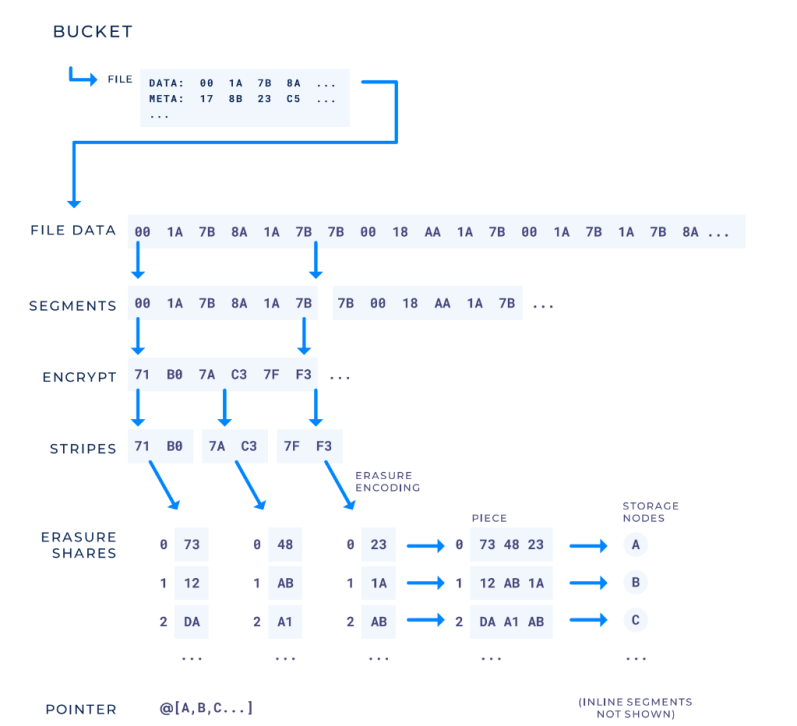 BUCKET
FILE
DATA: 00 1A 7B 8A ...
META: 17 8B 23 C5 ...
...
FILE DATA 00 1A 7B 8A 1A 7B 7B 00 18 AA 1A 7B 00 1A 7B 1A 7B 8A ...
SEGMENTS 00 1A 7B 8A 1A 7B 7B 00 18 AA 1A 7B ...
ENCRYPT 71 B0 7A C3 7F F3 ...
STRIPES 71 B0 7A C3 7F F3
ERASURE
ENCODING
PIECE
STORAGE
NODES
ERASURE
SHARES
0 73 0 48 0 23 0 73 48 23 A
1 12 1 AB 1 1A 1 12 AB 1A B
2 DA 2 A1 2 AB 2 DA A1 AB C
... ... ... ... ...
POINTER @[A,B,C...]
(INLINE SEGMENTS
NOT SHOWN)